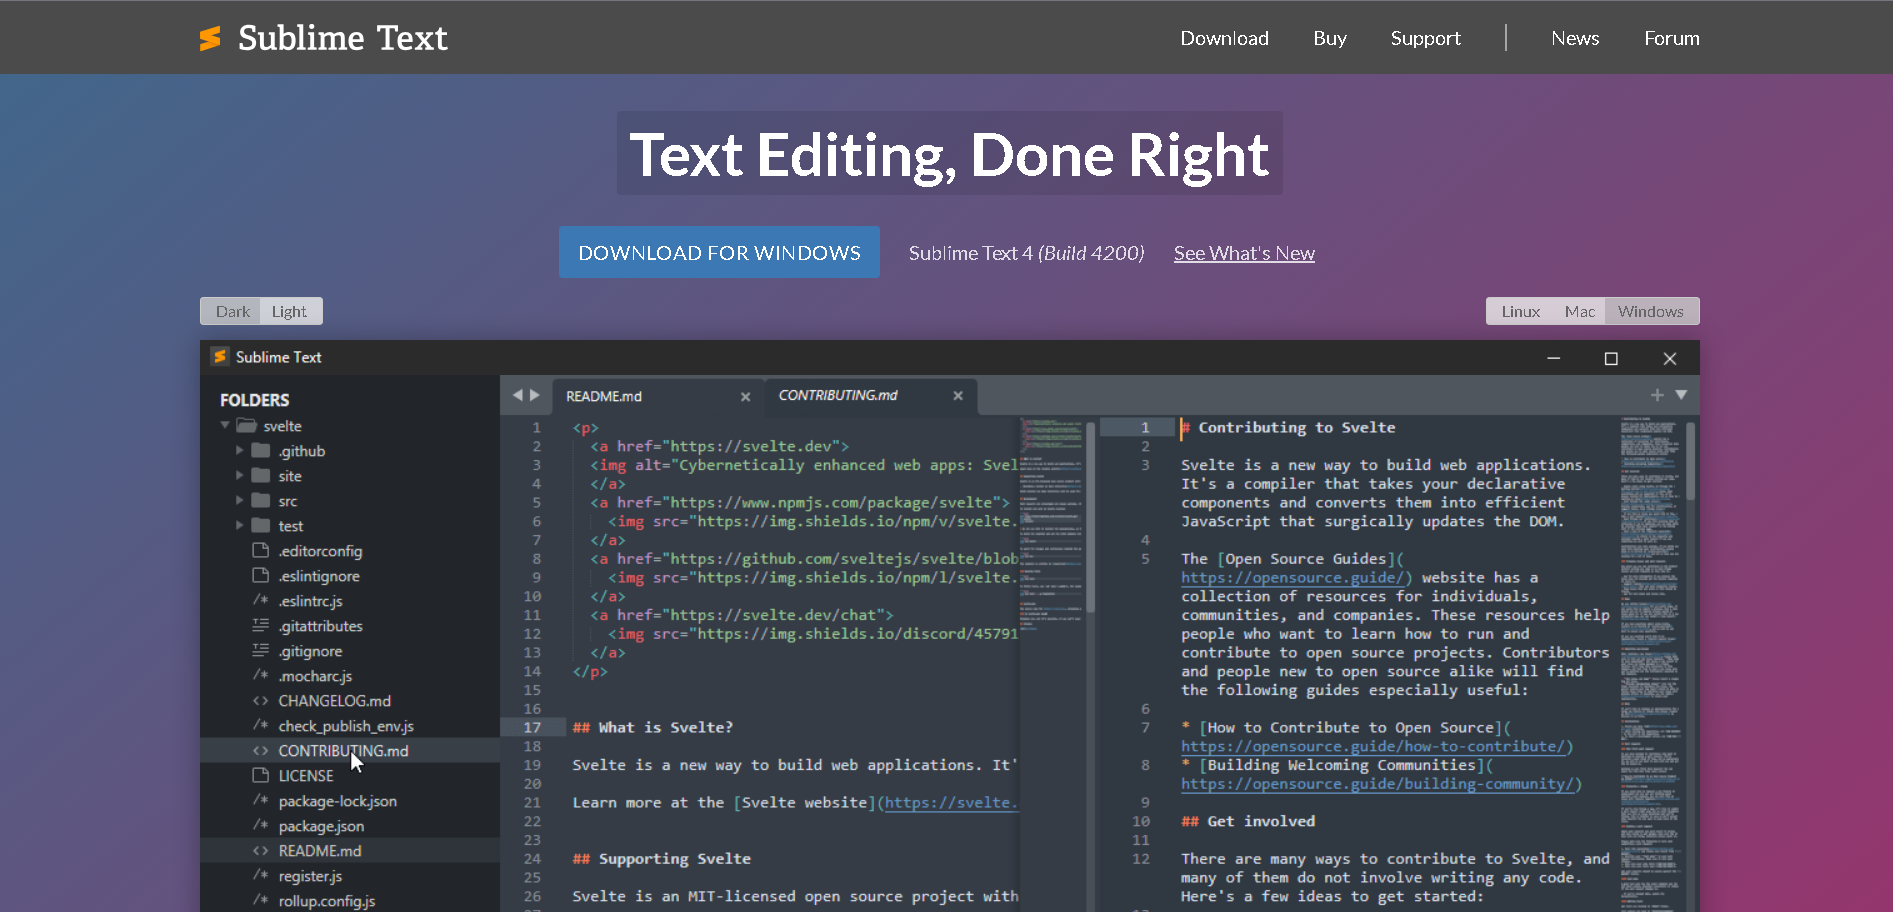 Sublime Text
Download Buy Support News Forum
Text Editing, Done Right
DOWNLOAD FOR WINDOWS
Sublime Text 4 (Build 4200)
See What's New
Dark Light
Linux Mac Windows
Sublime Text
FOLDERS
svelte
.github
site
src
test
.editorconfig
.eslintignore
/* .eslintrc.js
.gitattributes
.gitignore
/* .mocharc.js
<> CHANGELOG.md
/* check_publish_env.js
<> CONTRIBUTING.md
LICENSE
/* package-lock.json
/* package.json
<> README.md
/* register.js
/* rollup.config.js
README.md
CONTRIBUTING.md
1 <p>
2 <a href="https://svelte.dev">
3 <img alt="Cybernetically enhanced web apps: Svel
4 </a>
5 <a href="https://www.npmjs.com/package/svelte">
6 <img src="https://img.shields.io/npm/v/svelte.
7 </a>
8 <a href="https://github.com/sveltejs/svelte/blob
9 <img src="https://img.shields.io/npm/l/svelte.
10 </a>
11 <a href="https://svelte.dev/chat">
12 <img src="https://img.shields.io/discord/45791
13 </a>
14 </p>
15
16
17 ## What is Svelte?
18
19 Svelte is a new way to build web applications. It'
20
21 Learn more at the [Svelte website](https://svelte.
22
23
24 ## Supporting Svelte
25
26 Svelte is an MIT-licensed open source project with
1 # Contributing to Svelte
2
3 Svelte is a new way to build web applications.
It's a compiler that takes your declarative
components and converts them into efficient
JavaScript that surgically updates the DOM.
4
5 The [Open Source Guides](
https://opensource.guide/) website has a
collection of resources for individuals,
communities, and companies. These resources help
people who want to learn how to run and
contribute to open source projects. Contributors
and people new to open source alike will find
the following guides especially useful:
6
7 * [How to Contribute to Open Source](
https://opensource.guide/how-to-contribute/)
8 * [Building Welcoming Communities](
https://opensource.guide/building-community/)
9
10 ## Get involved
11
12 There are many ways to contribute to Svelte, and
many of them do not involve writing any code.
Here's a few ideas to get started: